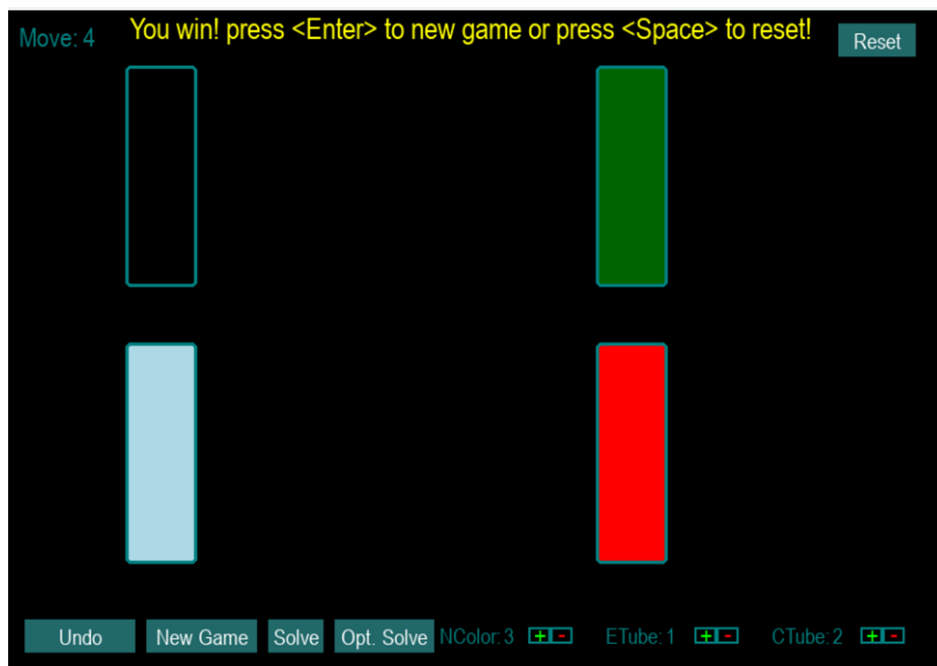 Move: 4
You win! press <Enter> to new game or press <Space> to reset!
Reset
Undo
New Game
Solve
Opt. Solve
NColor: 3 + -
ETube: 1 + -
CTube: 2 + -